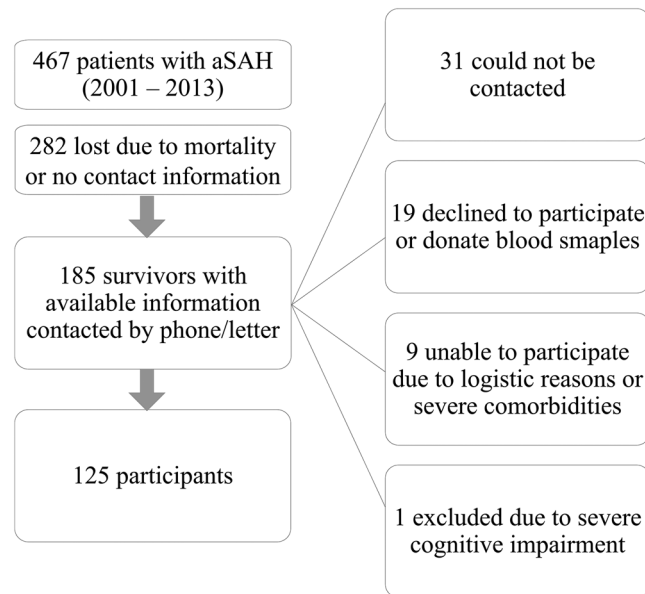 467 patients with aSAH
(2001 – 2013)
282 lost due to mortality
or no contact information
185 survivors with
available information
contacted by phone/letter
125 participants
31 could not be
contacted
19 declined to participate
or donate blood smaples
9 unable to participate
due to logistic reasons or
severe comorbidities
1 excluded due to severe
cognitive impairment